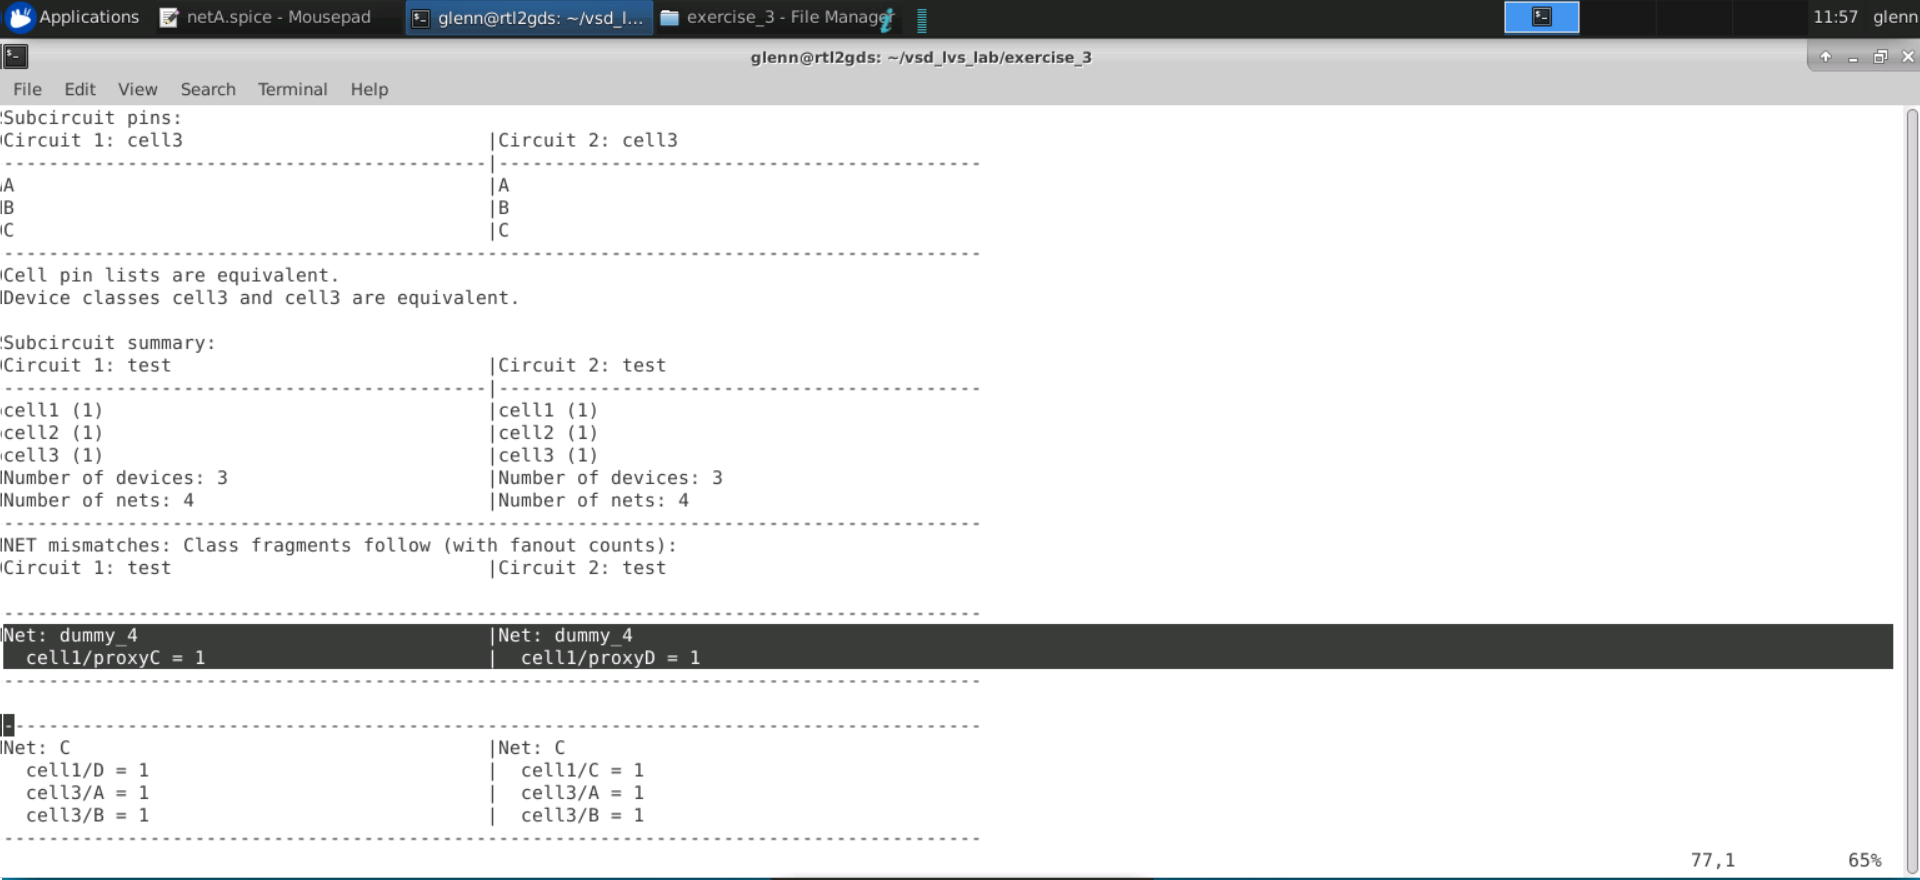 Applications netA.spice - Mousepad glenn@rtl2gds: ~/vsd_l... exercise_3 - File Manager 11:57 glenn
glenn@rtl2gds: ~/vsd_lvs_lab/exercise_3
File Edit View Search Terminal Help
Subcircuit pins:
Circuit 1: cell3 |Circuit 2: cell3
-------------------------------------------|-------------------------------------------
A |A
B |B
C |C
---------------------------------------------------------------------------------------
Cell pin lists are equivalent.
Device classes cell3 and cell3 are equivalent.
Subcircuit summary:
Circuit 1: test |Circuit 2: test
-------------------------------------------|-------------------------------------------
cell1 (1) |cell1 (1)
cell2 (1) |cell2 (1)
cell3 (1) |cell3 (1)
Number of devices: 3 |Number of devices: 3
Number of nets: 4 |Number of nets: 4
---------------------------------------------------------------------------------------
NET mismatches: Class fragments follow (with fanout counts):
Circuit 1: test |Circuit 2: test
---------------------------------------------------------------------------------------
Net: dummy_4 |Net: dummy_4
cell1/proxyC = 1 | cell1/proxyD = 1
---------------------------------------------------------------------------------------
---------------------------------------------------------------------------------------
Net: C |Net: C
cell1/D = 1 | cell1/C = 1
cell3/A = 1 | cell3/A = 1
cell3/B = 1 | cell3/B = 1
---------------------------------------------------------------------------------------
77,1 65%